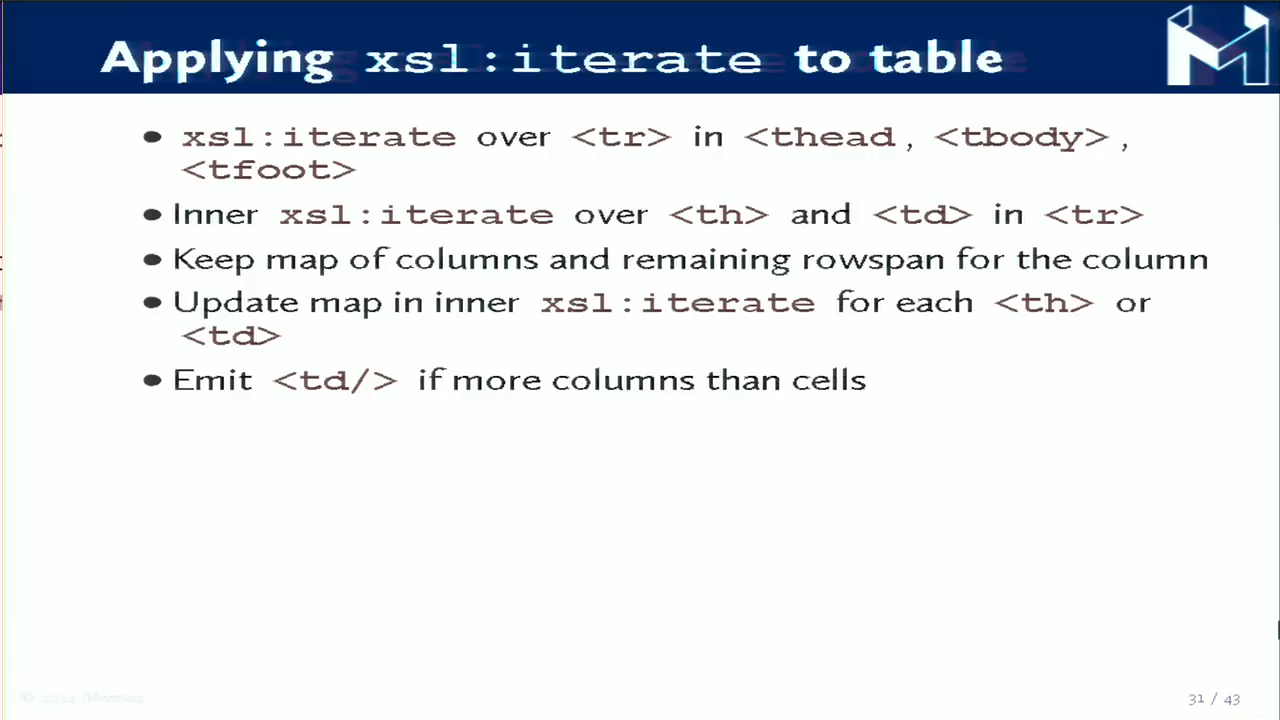 Applying xsl:iterate to table
• xsl:iterate over <tr> in <thead, <tbody>,
<tfoot>
• Inner xsl:iterate over <th> and <td> in <tr>
• Keep map of columns and remaining rowspan for the column
• Update map in inner xsl:iterate for each <th> or
<td>
• Emit <td/> if more columns than cells
31 / 43